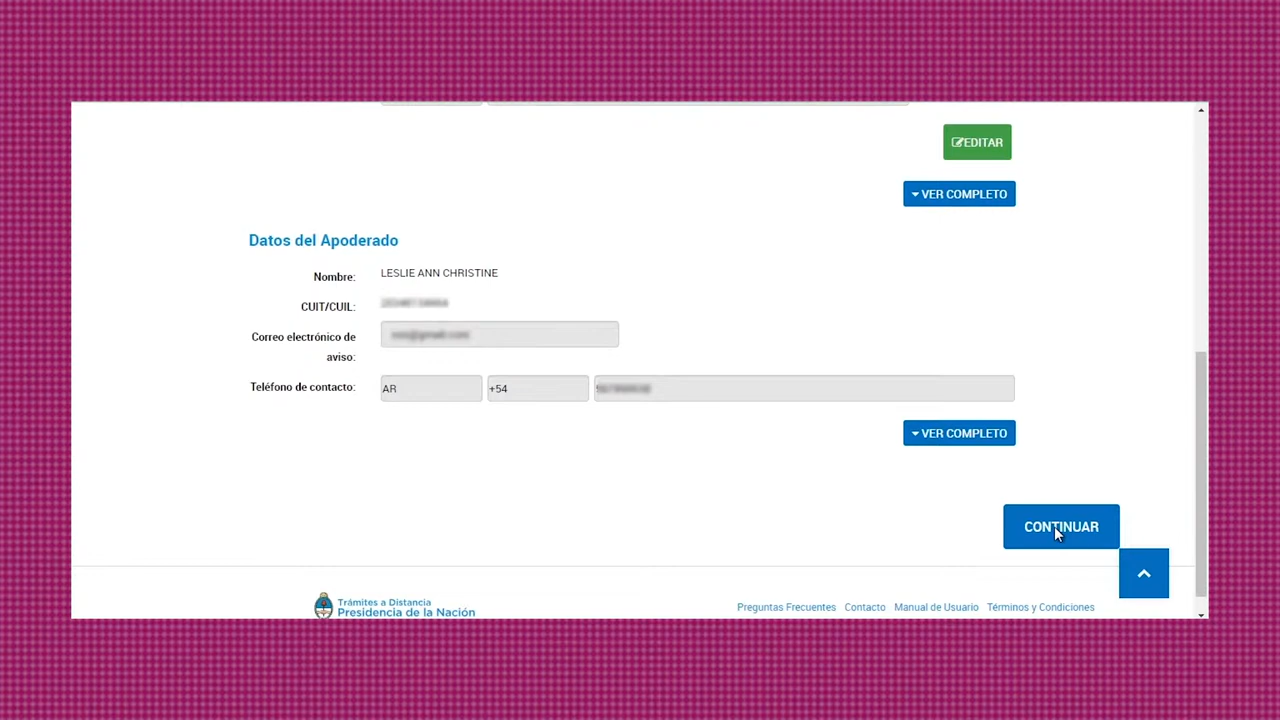 EDITAR
VER COMPLETO
Datos del Apoderado
Nombre: LESLIE ANN CHRISTINE
CUIT/CUIL:
Correo electrónico de
aviso:
Teléfono de contacto: AR +54
VER COMPLETO
CONTINUAR
Trámites a Distancia
Presidencia de la Nación
Preguntas Frecuentes Contacto Manual de Usuario Términos y Condiciones